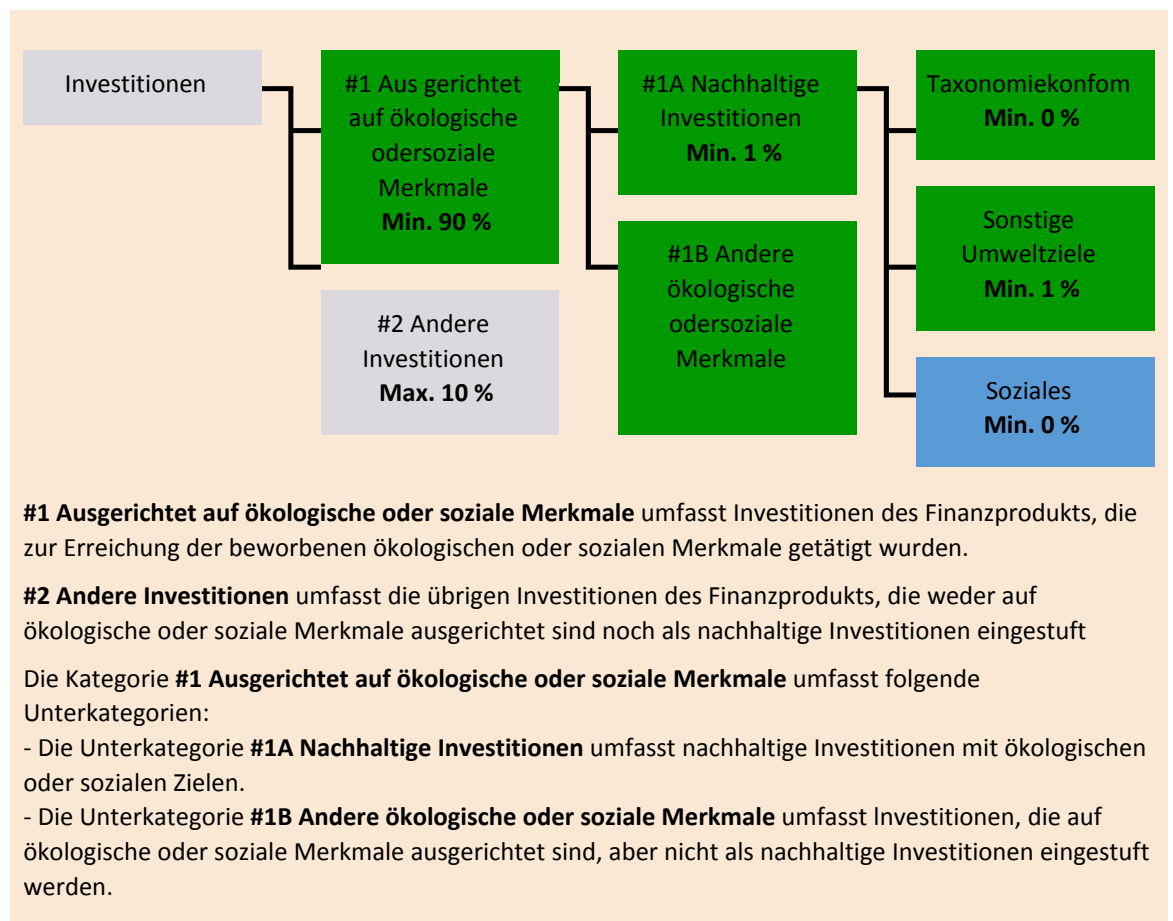 Investitionen
#1 Aus gerichtet
auf ökologische
odersoziale
Merkmale
Min. 90 %
#2 Andere
Investitionen
Max. 10 %
#1A Nachhaltige
Investitionen
Min. 1 %
#1B Andere
ökologische
odersoziale
Merkmale
Taxonomiekonfom
Min. 0 %
Sonstige
Umweltziele
Min. 1 %
Soziales
Min. 0 %
#1 Ausgerichtet auf ökologische oder soziale Merkmale umfasst Investitionen des Finanzprodukts, die
zur Erreichung der beworbenen ökologischen oder sozialen Merkmale getätigt wurden.
#2 Andere Investitionen umfasst die übrigen Investitionen des Finanzprodukts, die weder auf
ökologische oder soziale Merkmale ausgerichtet sind noch als nachhaltige Investitionen eingestuft
Die Kategorie #1 Ausgerichtet auf ökologische oder soziale Merkmale umfasst folgende
Unterkategorien:
- Die Unterkategorie #1A Nachhaltige Investitionen umfasst nachhaltige Investitionen mit ökologischen
oder sozialen Zielen.
- Die Unterkategorie #1B Andere ökologische oder soziale Merkmale umfasst lnvestitionen, die auf
ökologische oder soziale Merkmale ausgerichtet sind, aber nicht als nachhaltige Investitionen eingestuft
werden.